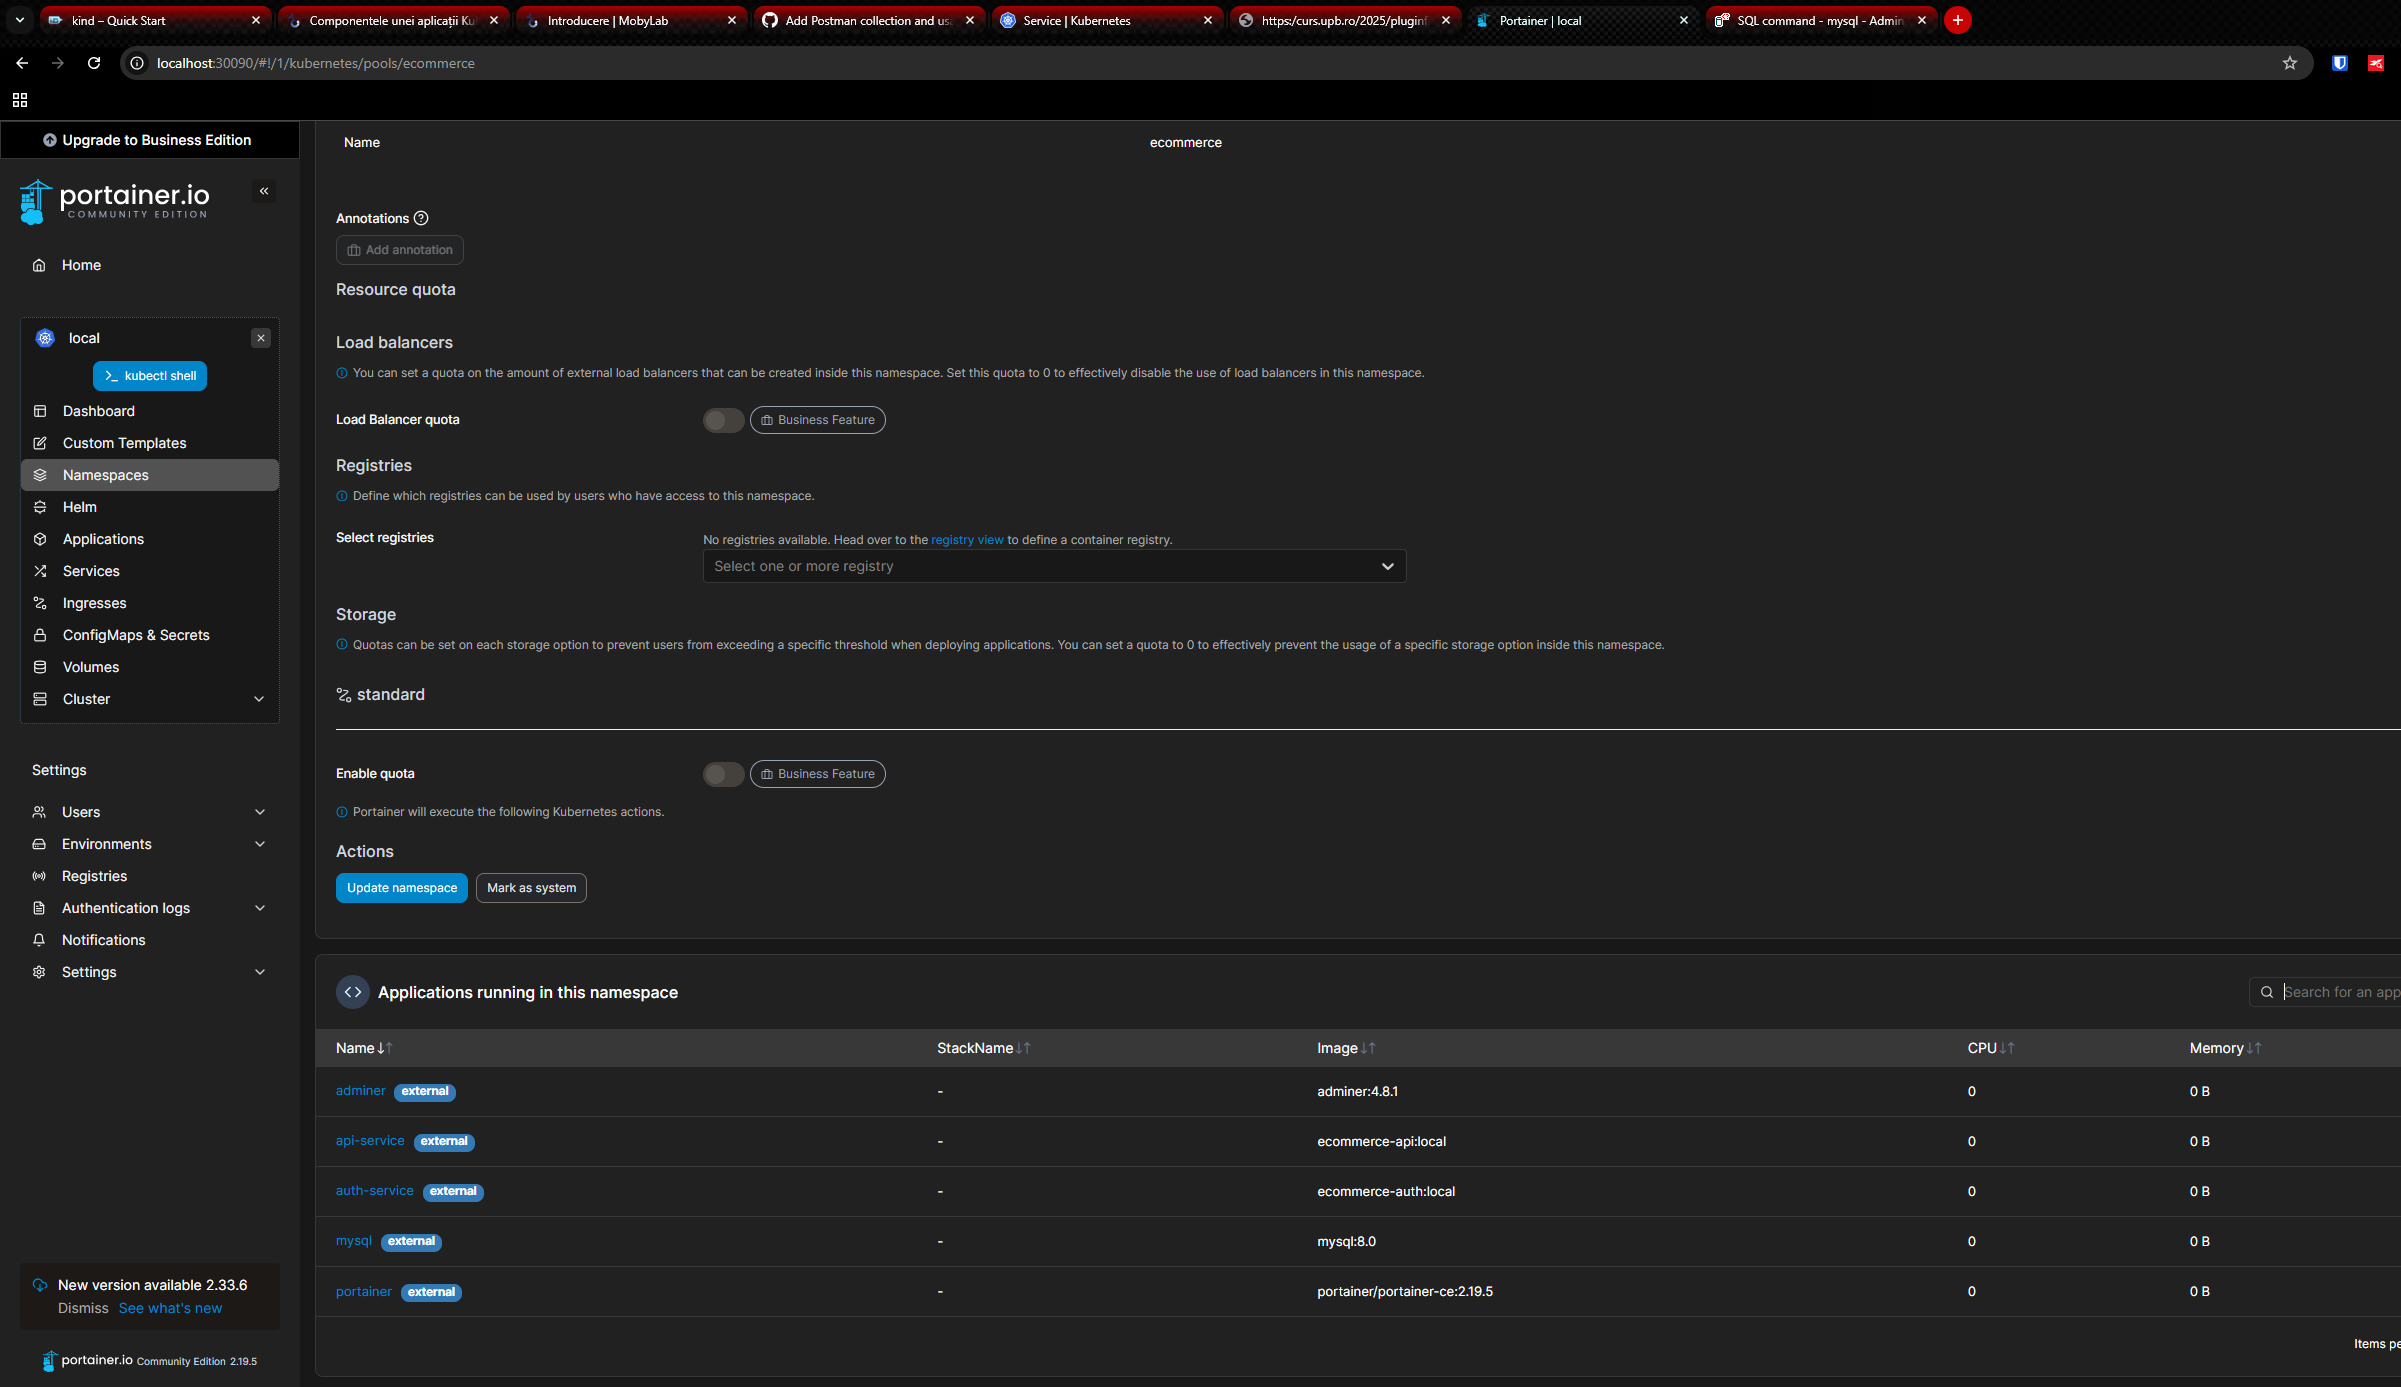 kind – Quick Start
Componentele unei aplicații Ku
Introducere | MobyLab
Add Postman collection and usa
Service | Kubernetes
https:/curs.upb.ro/2025/pluginf
Portainer | local
SQL command - mysql - Admin
localhost:30090/#!/1/kubernetes/pools/ecommerce
Upgrade to Business Edition
portainer.io
COMMUNITY EDITION
Home
local
kubectl shell
Dashboard
Custom Templates
Namespaces
Helm
Applications
Services
Ingresses
ConfigMaps & Secrets
Volumes
Cluster
Settings
Users
Environments
Registries
Authentication logs
Notifications
Settings
New version available 2.33.6
Dismiss See what's new
portainer.io Community Edition 2.19.5
Name ecommerce
Annotations
Add annotation
Resource quota
Load balancers
You can set a quota on the amount of external load balancers that can be created inside this namespace. Set this quota to 0 to effectively disable the use of load balancers in this namespace.
Load Balancer quota Business Feature
Registries
Define which registries can be used by users who have access to this namespace.
Select registries
No registries available. Head over to the registry view to define a container registry.
Select one or more registry
Storage
Quotas can be set on each storage option to prevent users from exceeding a specific threshold when deploying applications. You can set a quota to 0 to effectively prevent the usage of a specific storage option inside this namespace.
standard
Enable quota Business Feature
Portainer will execute the following Kubernetes actions.
Actions
Update namespace Mark as system
Applications running in this namespace
Search for an app
Name StackName Image CPU Memory
adminer external - adminer:4.8.1 0 0 B
api-service external - ecommerce-api:local 0 0 B
auth-service external - ecommerce-auth:local 0 0 B
mysql external - mysql:8.0 0 0 B
portainer external - portainer/portainer-ce:2.19.5 0 0 B
Items pe